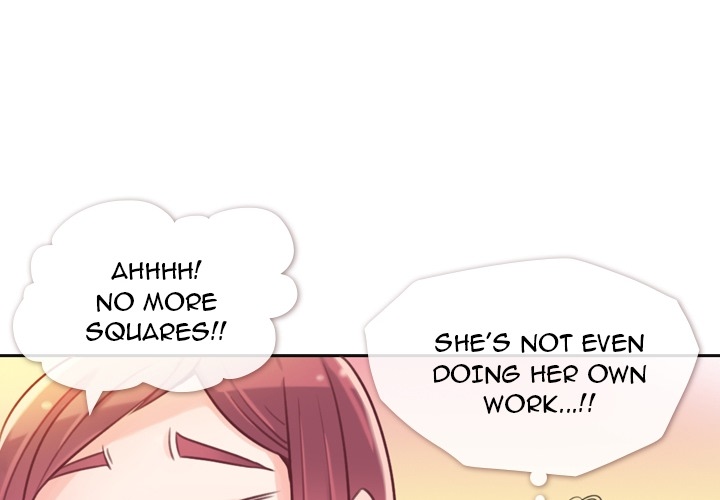 AHHHH!
NO MORE
SQUARES!!
SHE'S NOT EVEN
DOING HER OWN
WORK...!!